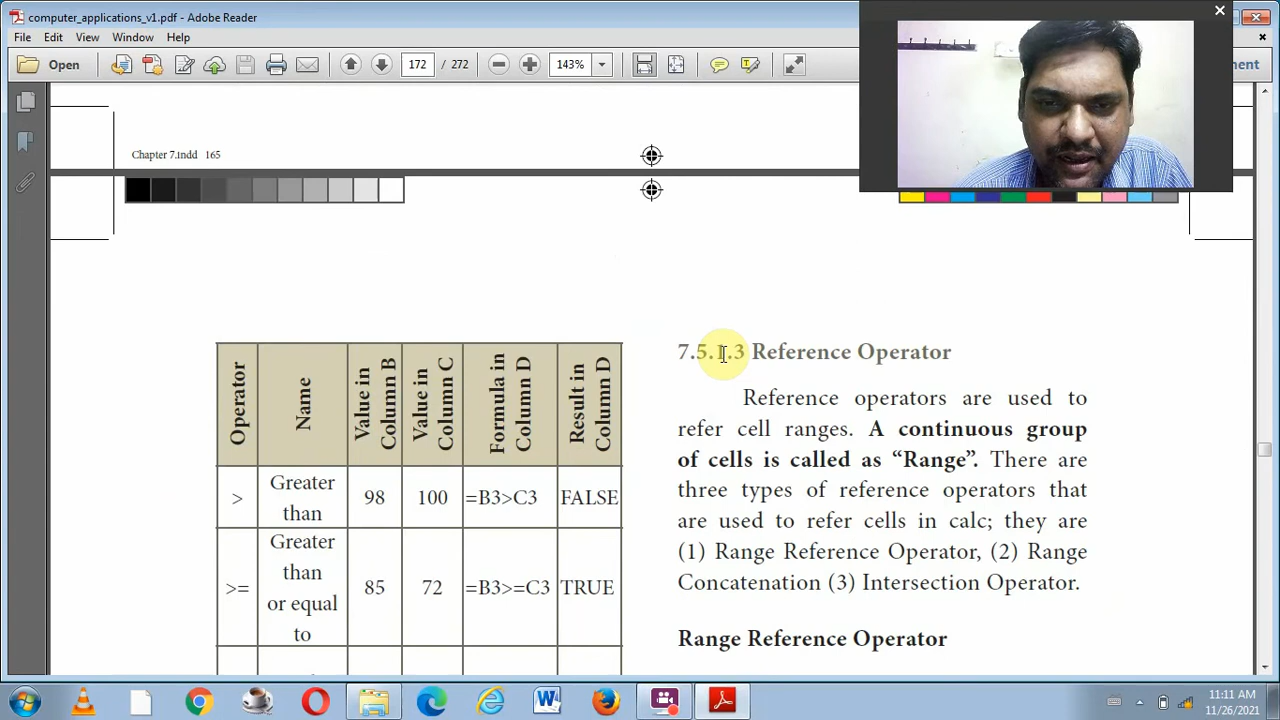 computer_applications_v1.pdf - Adobe Reader
File Edit View Window Help
Open 172 / 272 143% ment
Chapter 7.indd 165
Operator Name Value in Column B Value in Column C Formula in Column D Result in Column D
> Greater than 98 100 =B3>C3 FALSE
>= Greater than or equal to 85 72 =B3>=C3 TRUE
7.5.1.3 Reference Operator
Reference operators are used to
refer cell ranges. A continuous group
of cells is called as “Range”. There are
three types of reference operators that
are used to refer cells in calc; they are
(1) Range Reference Operator, (2) Range
Concatenation (3) Intersection Operator.
Range Reference Operator
11:11 AM
11/26/2021